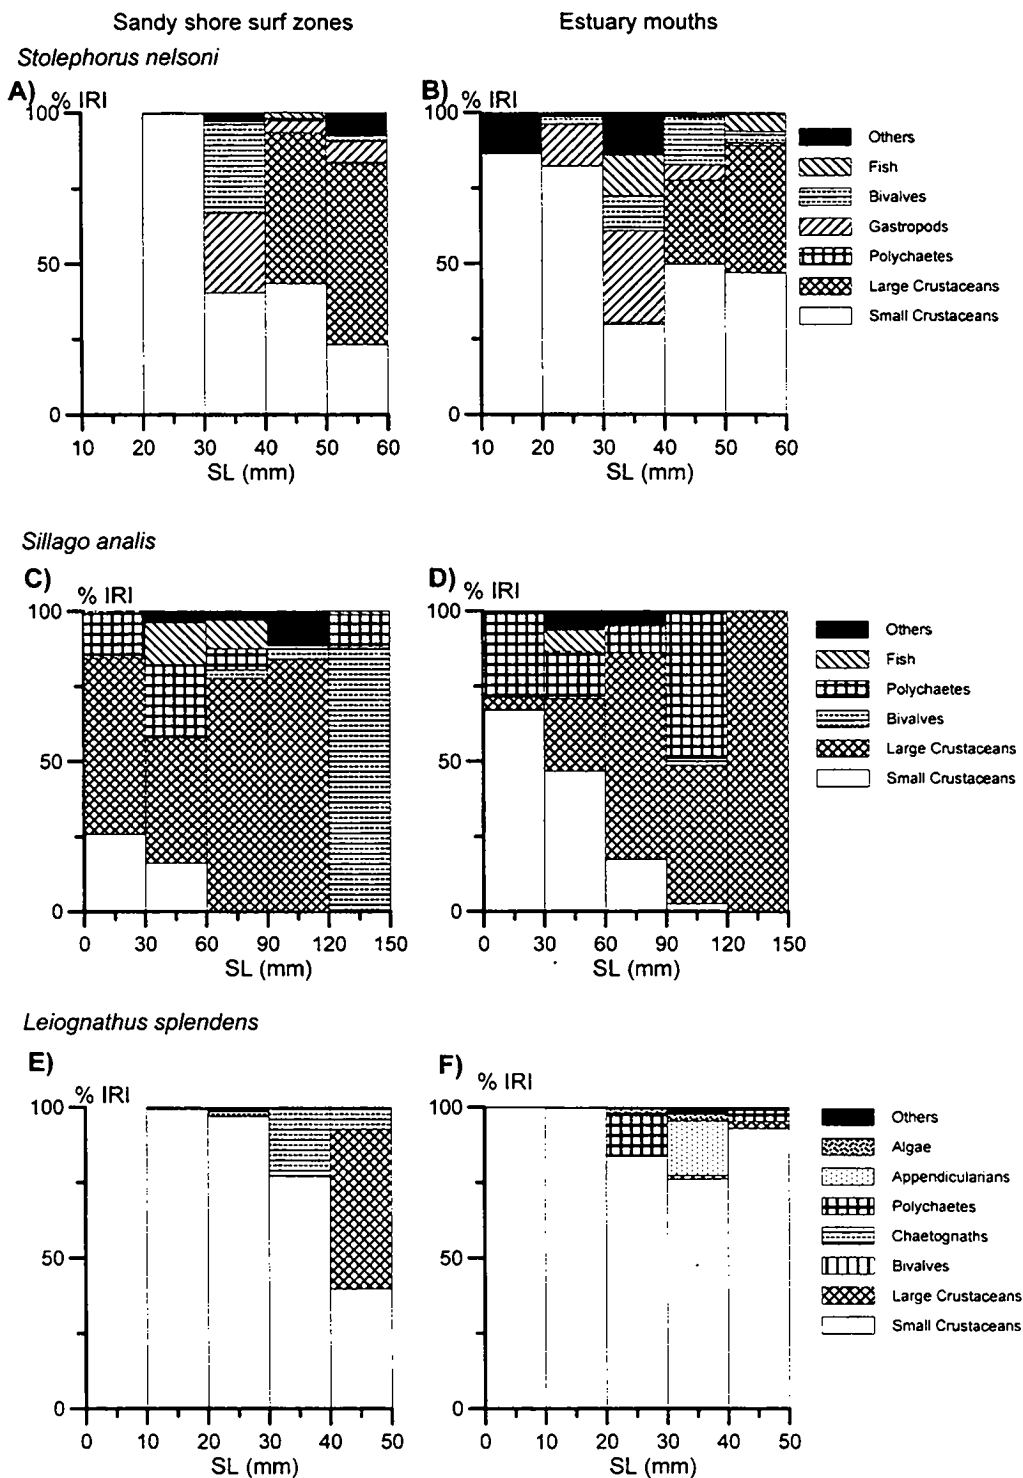 Sandy shore surf zones
Estuary mouths
Stolephorus nelsoni
A)
% IRI
100
50
0
10 20 30 40 50 60
SL (mm)
B)
% IRI
100
50
0
10 20 30 40 50 60
SL (mm)
Others
Fish
Bivalves
Gastropods
Polychaetes
Large Crustaceans
Small Crustaceans
Sillago analis
C)
% IRI
100
50
0
0 30 60 90 120 150
SL (mm)
D)
% IRI
100
50
0
0 30 60 90 120 150
SL (mm)
Others
Fish
Polychaetes
Bivalves
Large Crustaceans
Small Crustaceans
Leiognathus splendens
E)
% IRI
100
50
0
0 10 20 30 40 50
SL (mm)
F)
% IRI
100
50
0
0 10 20 30 40 50
SL (mm)
Others
Algae
Appendicularians
Polychaetes
Chaetognaths
Bivalves
Large Crustaceans
Small Crustaceans